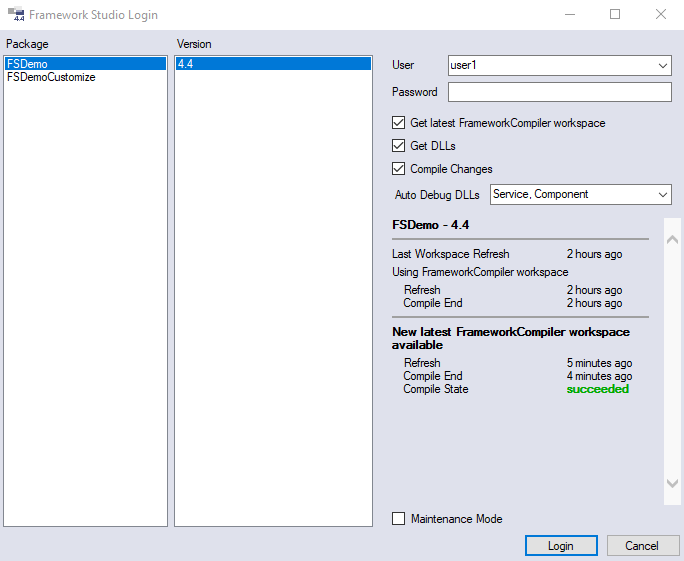 4.4 Framework Studio Login
Package
Version
FSDemo
FSDemoCustomize
4.4
User user1
Password
Get latest FrameworkCompiler workspace
Get DLLs
Compile Changes
Auto Debug DLLs Service, Component
FSDemo - 4.4
Last Workspace Refresh 2 hours ago
Using FrameworkCompiler workspace
Refresh 2 hours ago
Compile End 2 hours ago
New latest FrameworkCompiler workspace
available
Refresh 5 minutes ago
Compile End 4 minutes ago
Compile State succeeded
Maintenance Mode
Login Cancel